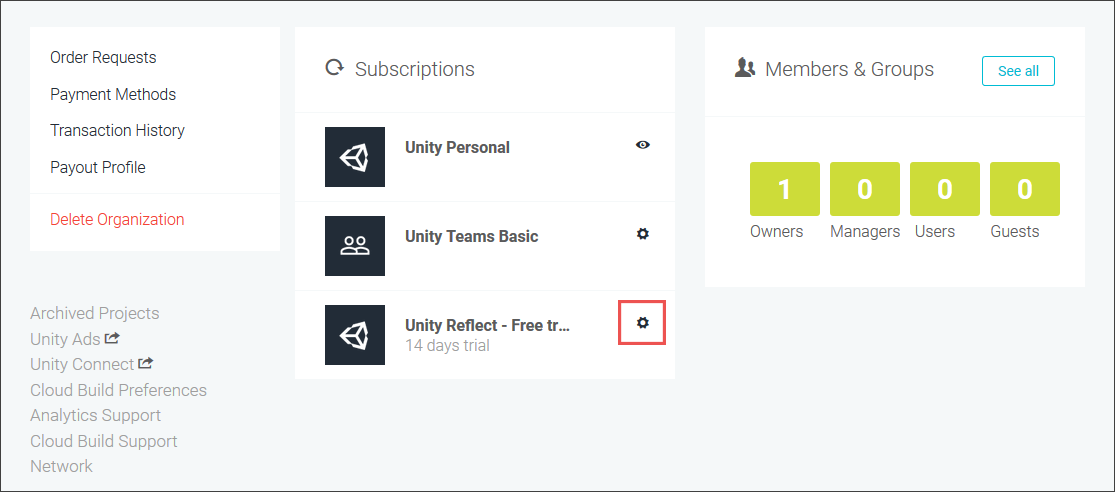 Order Requests
Payment Methods
Transaction History
Payout Profile
Delete Organization
Archived Projects
Unity Ads
Unity Connect
Cloud Build Preferences
Analytics Support
Cloud Build Support
Network
Subscriptions
Unity Personal
Unity Teams Basic
Unity Reflect - Free tr...
14 days trial
Members & Groups
See all
1 0 0 0
Owners Managers Users Guests